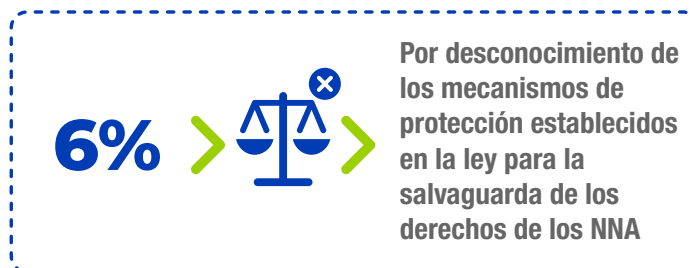 6%
Por desconocimiento de
los mecanismos de
protección establecidos
en la ley para la
salvaguarda de los
derechos de los NNA